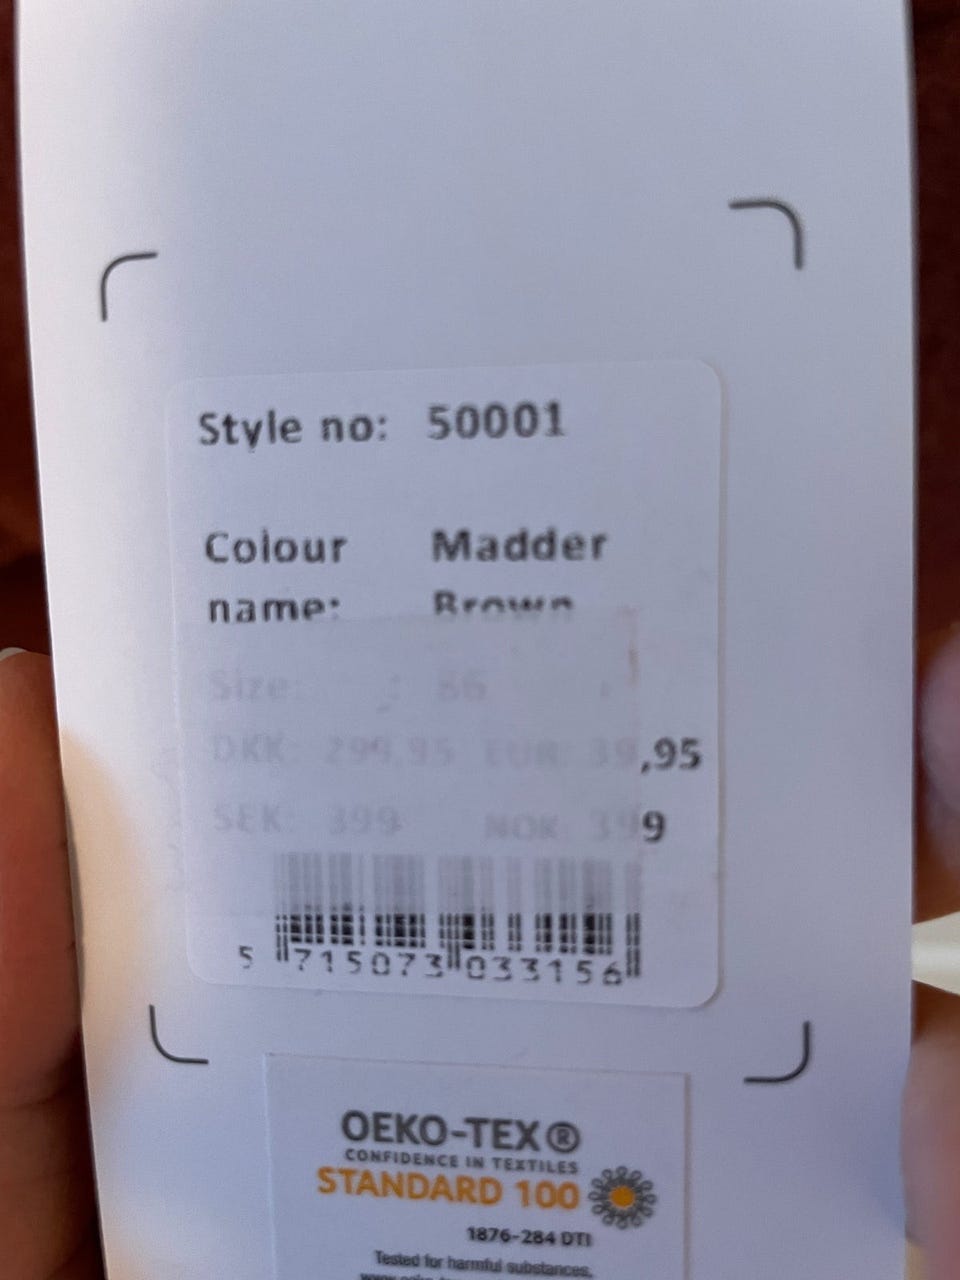 Style no: 50001
Colour Madder
name: Brown
Size: 86
DKK: 299,95 EUR: 39,95
SEK: 399 NOK: 399
5 715073 033156
OEKO-TEX®
CONFIDENCE IN TEXTILES
STANDARD 100
1876-284 DTI
Tested for harmful substances.